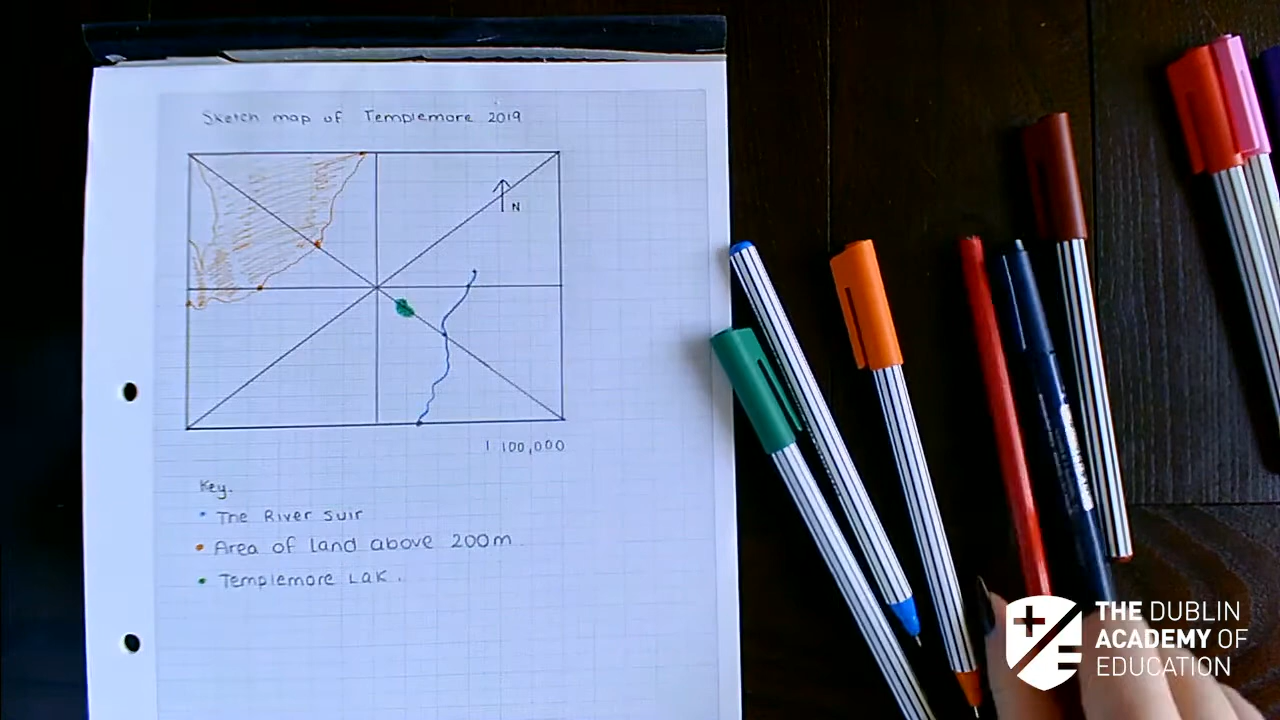 Sketch map of Templemore 2019
N
1 100,000
Key.
The River Suir
Area of land above 200m
Templemore Lak.
THE DUBLIN
ACADEMY OF
EDUCATION